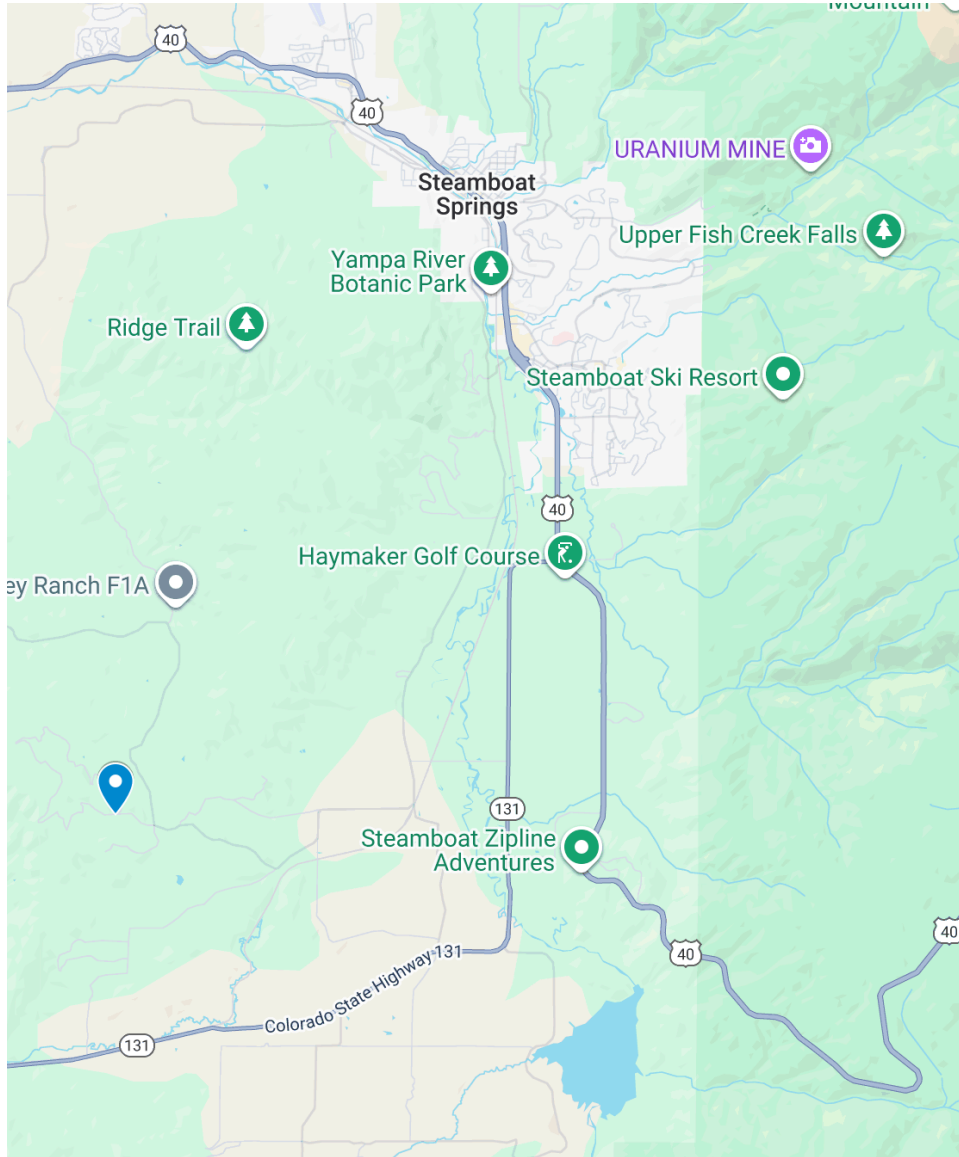 Mountain
40
40
URANIUM MINE
Steamboat
Springs
Upper Fish Creek Falls
Yampa River
Botanic Park
Ridge Trail
Steamboat Ski Resort
40
Haymaker Golf Course
ey Ranch F1A
131
Steamboat Zipline
Adventures
40
Colorado State Highway 131
40
131